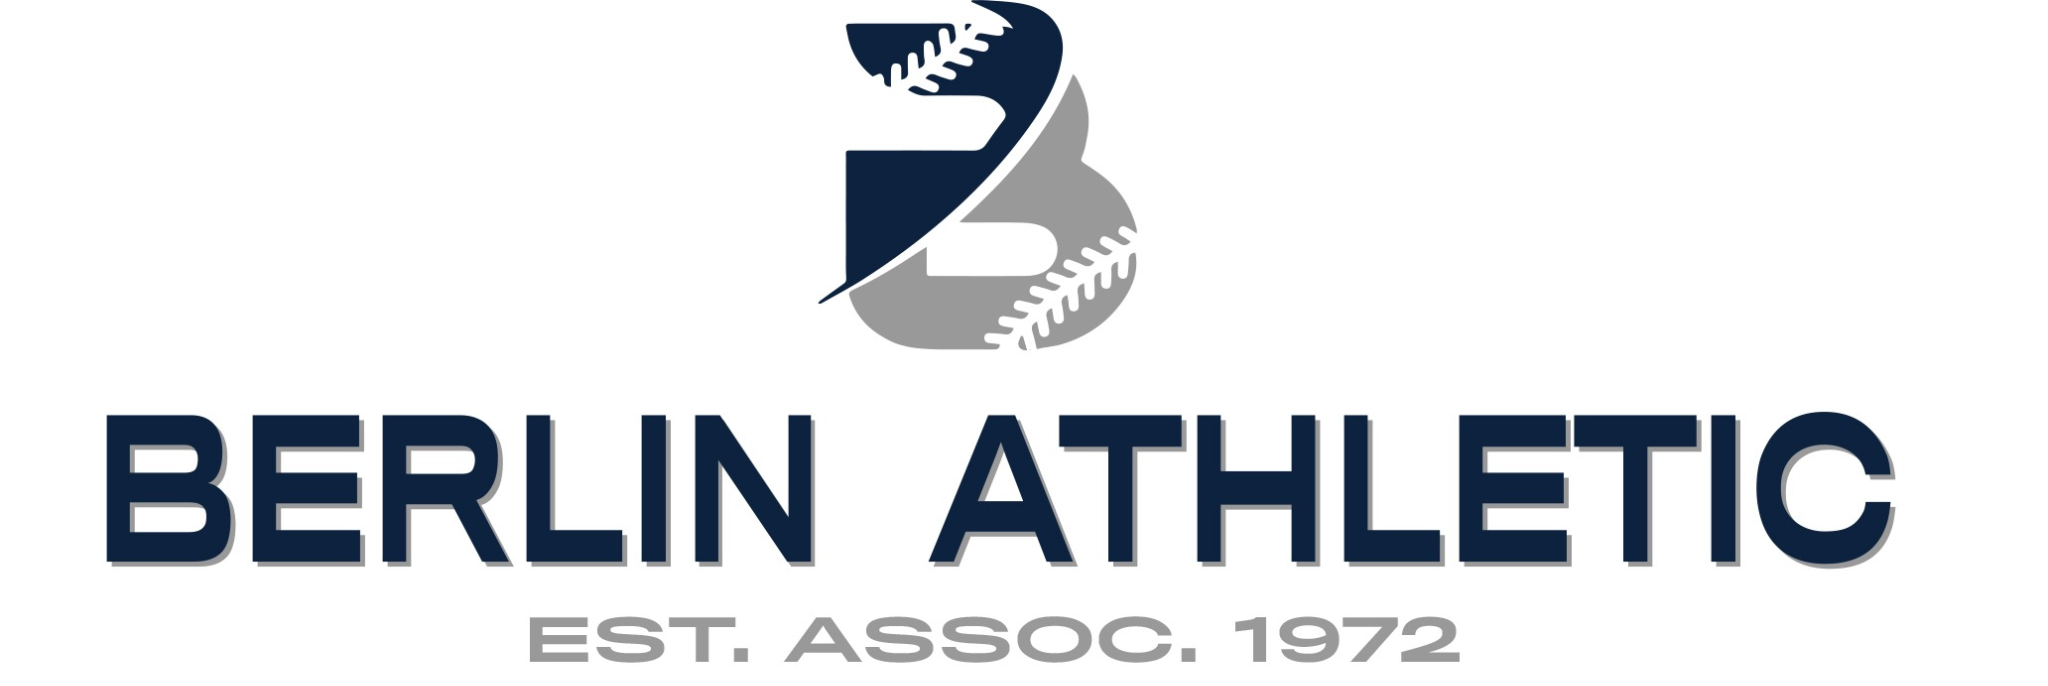 B
BERLIN ATHLETIC
EST. ASSOC. 1972